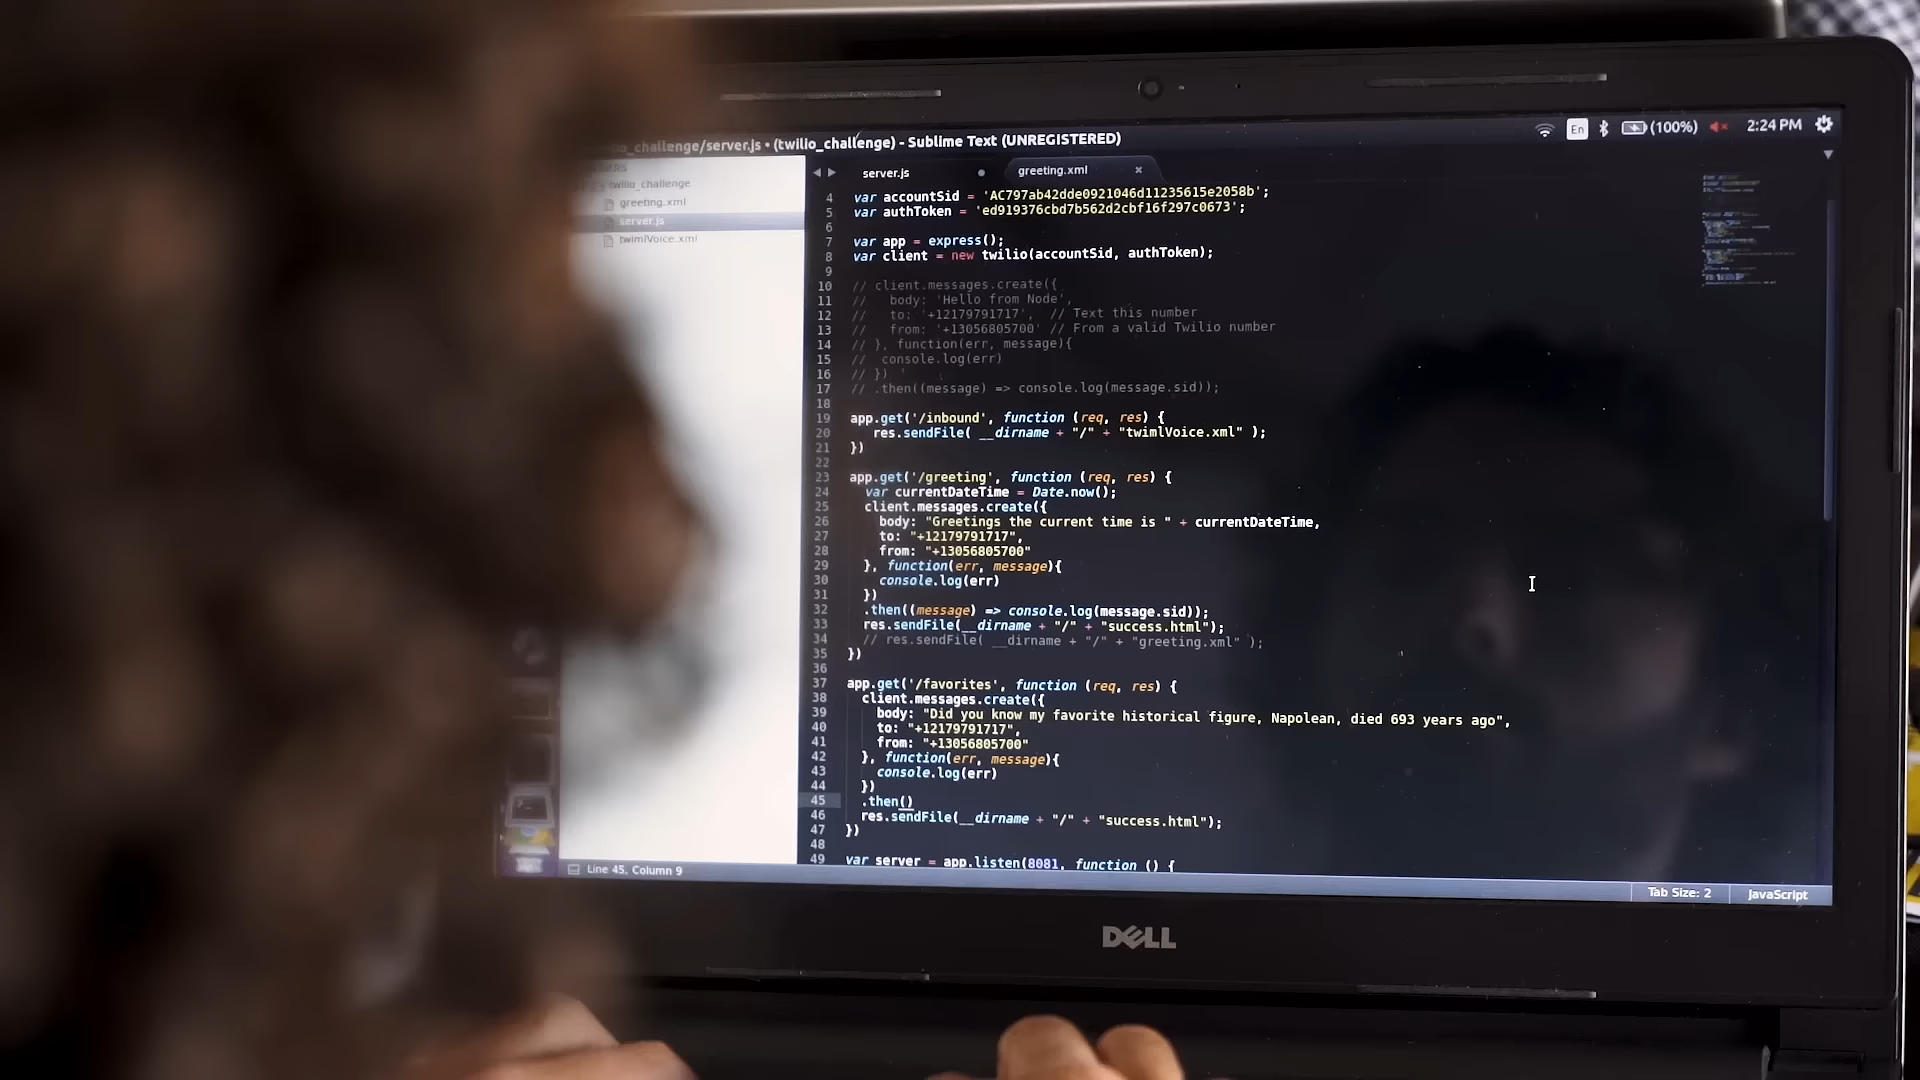 _challenge/server.js • (twilio_challenge) - Sublime Text (UNREGISTERED)
En (100%) 2:24 PM
twilio_challenge
greeting.xml
server.js
twimlVoice.xml
server.js
greeting.xml
4 var accountSid = 'AC797ab42dde0921046d11235615e2058b';
5 var authToken = 'ed919376cbd7b562d2cbf16f297c0673';
6
7 var app = express();
8 var client = new twilio(accountSid, authToken);
9
10 // client.messages.create({
11 // body: 'Hello from Node',
12 // to: '+12179791717', // Text this number
13 // from: '+13056805700' // From a valid Twilio number
14 // }, function(err, message){
15 // console.log(err)
16 // }) '
17 // .then((message) => console.log(message.sid));
18
19 app.get('/inbound', function (req, res) {
20 res.sendFile( __dirname + "/" + "twimlVoice.xml" );
21 })
22
23 app.get('/greeting', function (req, res) {
24 var currentDateTime = Date.now();
25 client.messages.create({
26 body: "Greetings the current time is " + currentDateTime,
27 to: "+12179791717",
28 from: "+13056805700"
29 }, function(err, message){
30 console.log(err)
31 })
32 .then((message) => console.log(message.sid));
33 res.sendFile(__dirname + "/" + "success.html");
34 // res.sendFile( __dirname + "/" + "greeting.xml" );
35 })
36
37 app.get('/favorites', function (req, res) {
38 client.messages.create({
39 body: "Did you know my favorite historical figure, Napolean, died 693 years ago",
40 to: "+12179791717",
41 from: "+13056805700"
42 }, function(err, message){
43 console.log(err)
44 })
45 .then()
46 res.sendFile(__dirname + "/" + "success.html");
47 })
48
49 var server = app.listen(8081, function () {
Line 45, Column 9
Tab Size: 2 JavaScript
DELL